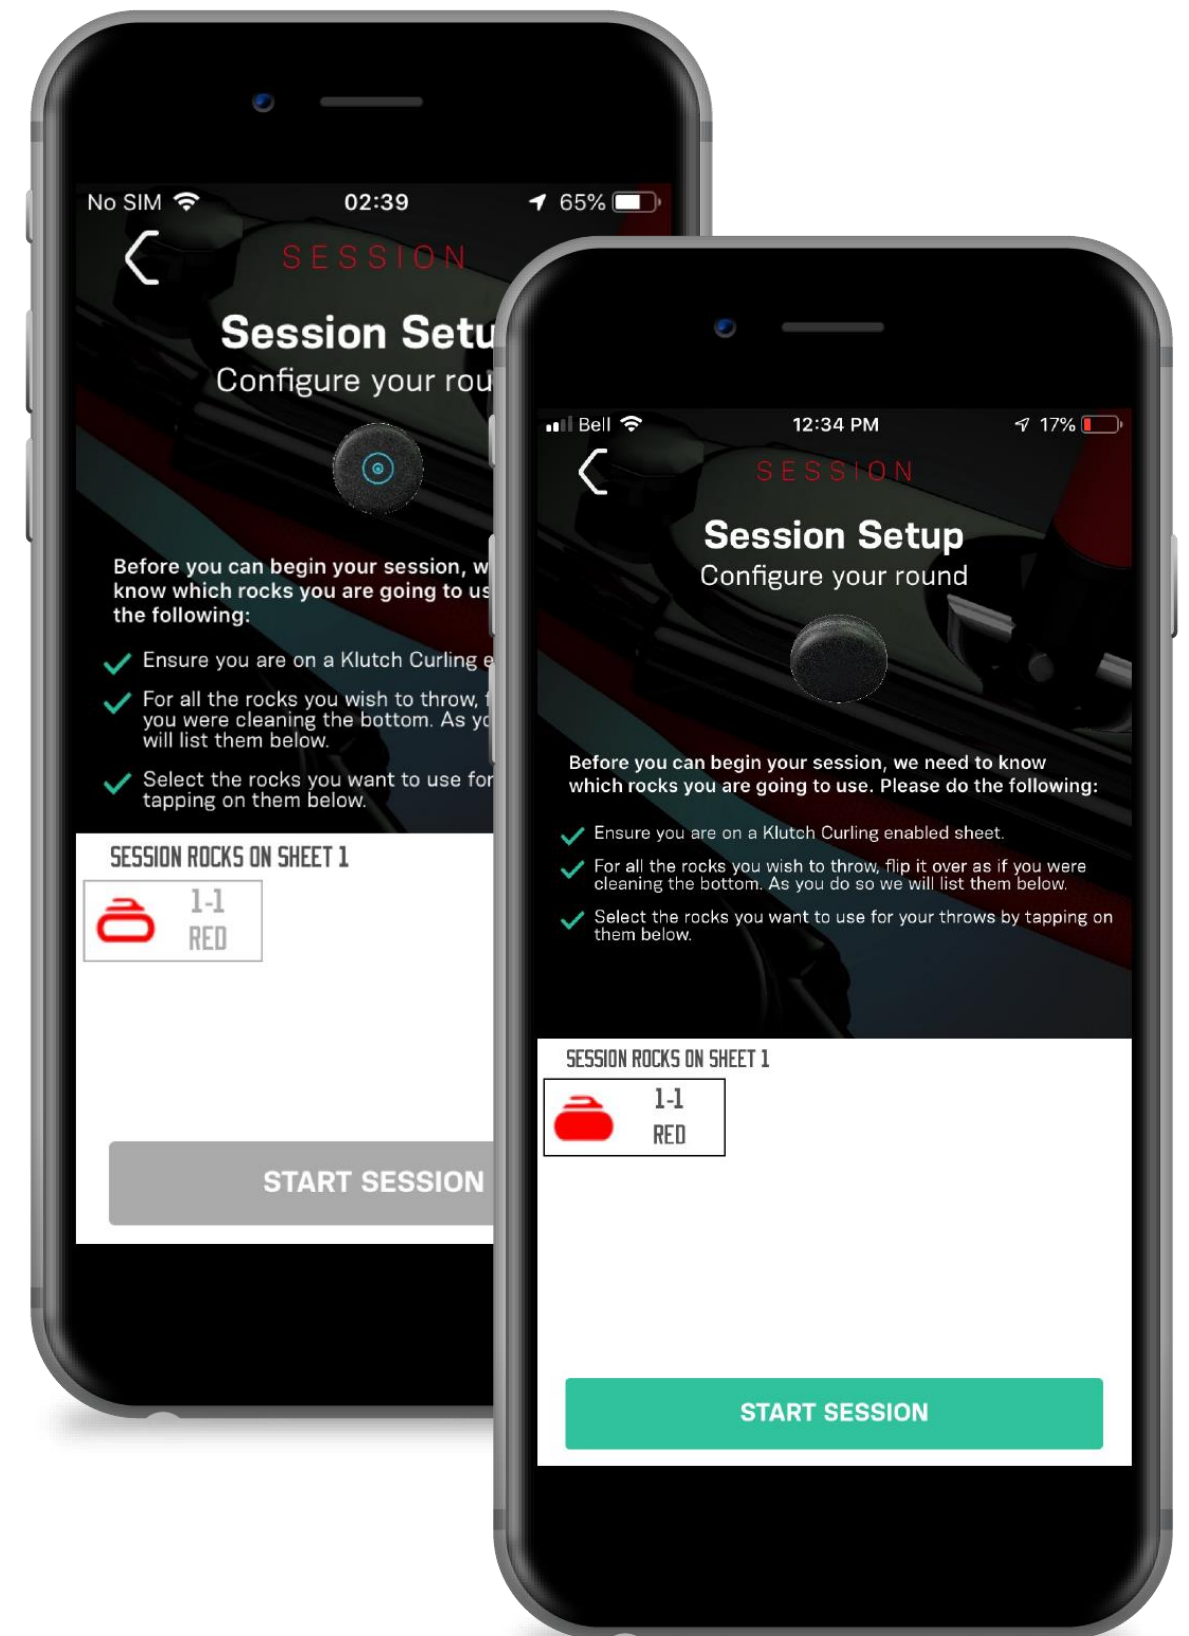 No SIM 02:39 65%
SESSION
Session Setu
Configure your rou
Before you can begin your session, w
know which rocks you are going to us
the following:
Ensure you are on a Klutch Curling e
For all the rocks you wish to throw, f
you were cleaning the bottom. As yo
will list them below.
Select the rocks you want to use for
tapping on them below.
SESSION ROCKS ON SHEET 1
1-1
RED
START SESSION
Bell 12:34 PM 17%
SESSION
Session Setup
Configure your round
Before you can begin your session, we need to know
which rocks you are going to use. Please do the following:
Ensure you are on a Klutch Curling enabled sheet.
For all the rocks you wish to throw, flip it over as if you were
cleaning the bottom. As you do so we will list them below.
Select the rocks you want to use for your throws by tapping on
them below.
SESSION ROCKS ON SHEET 1
1-1
RED
START SESSION